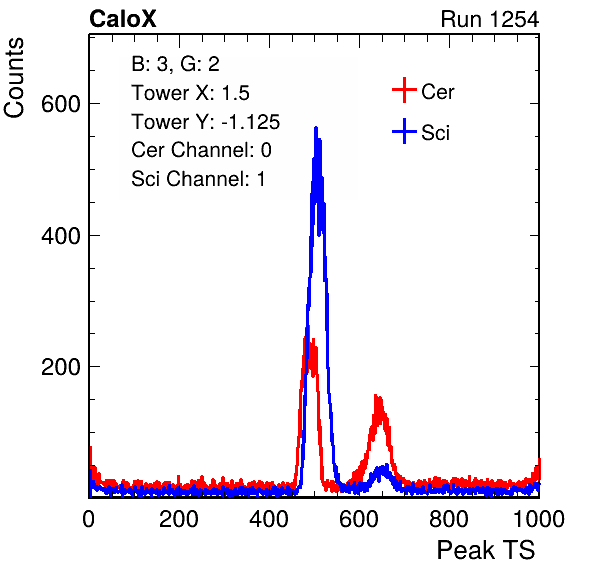 CaloX Run 1254
Counts
B: 3, G: 2
Tower X: 1.5
Tower Y: -1.125
Cer Channel: 0
Sci Channel: 1
Cer
Sci
600
400
200
0 200 400 600 800 1000
Peak TS